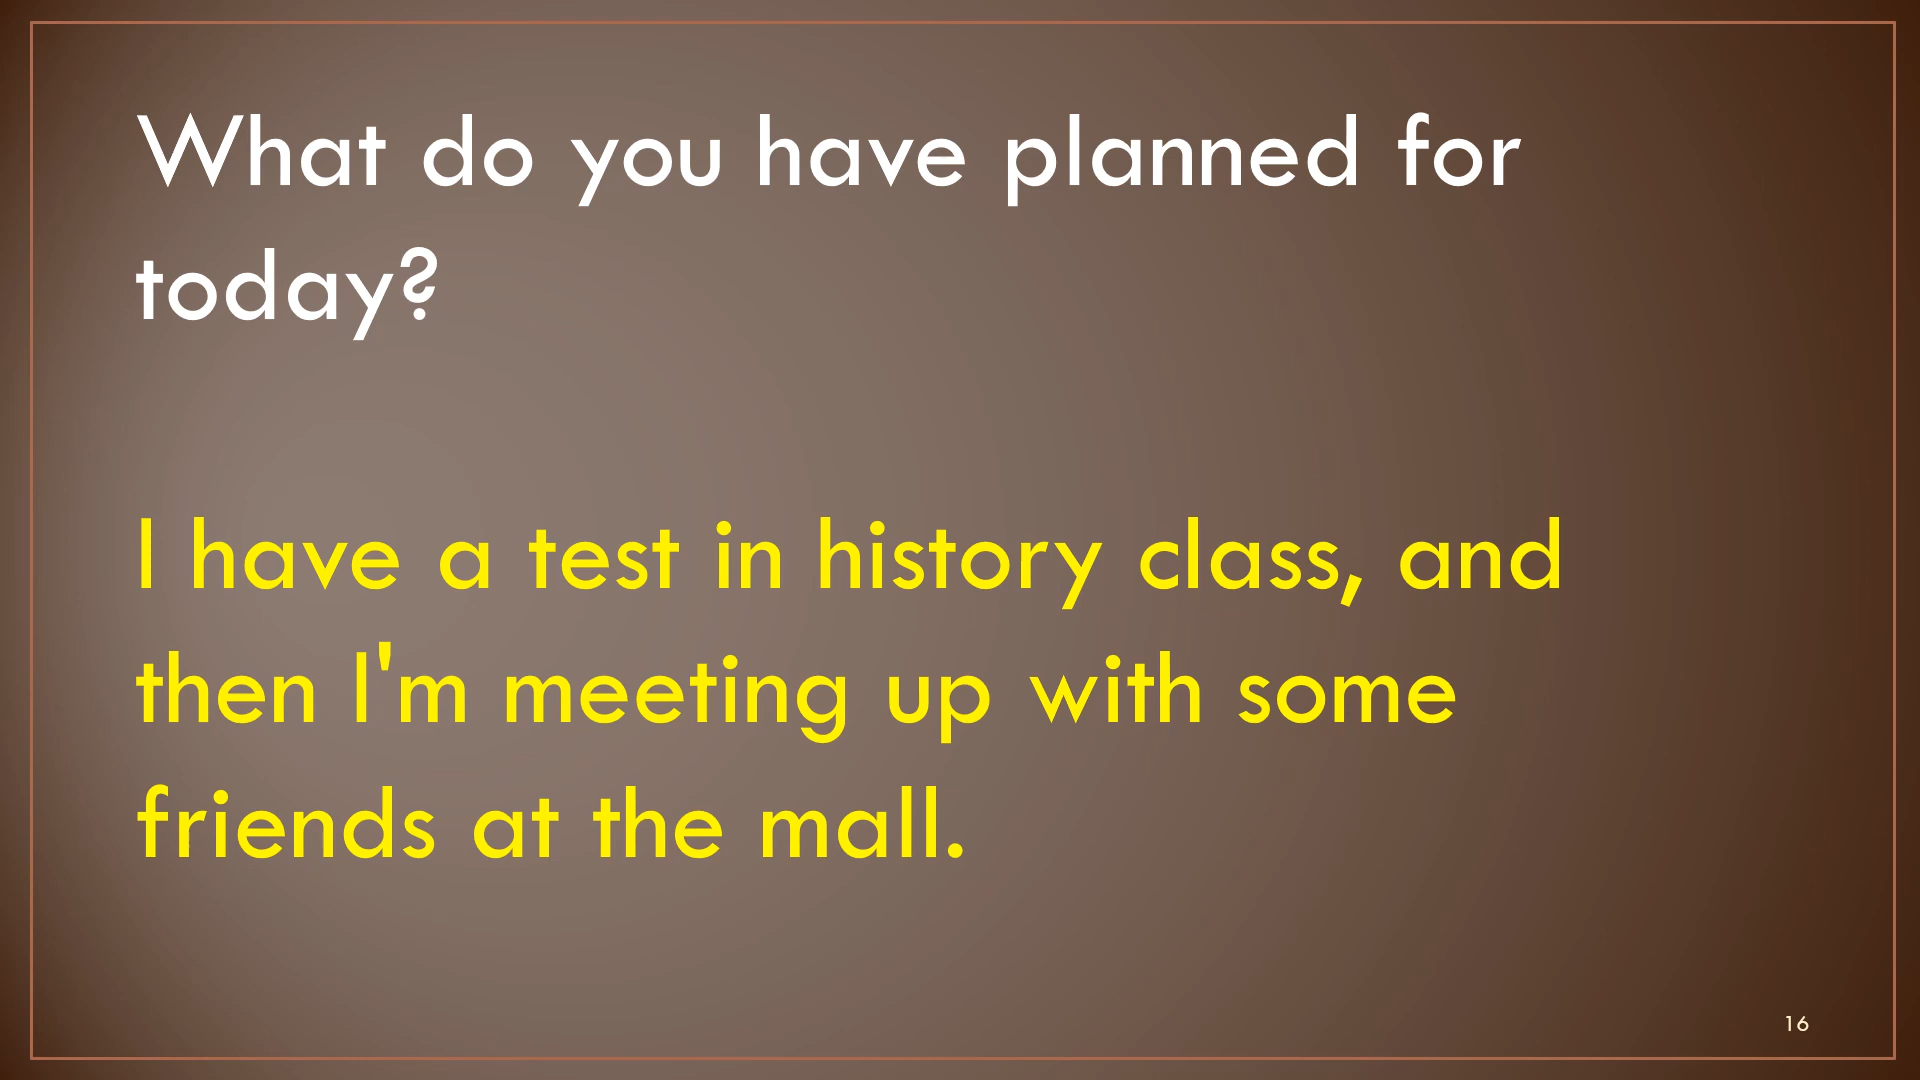 What do you have planned for
today?
I have a test in history class, and
then I'm meeting up with some
friends at the mall.
16